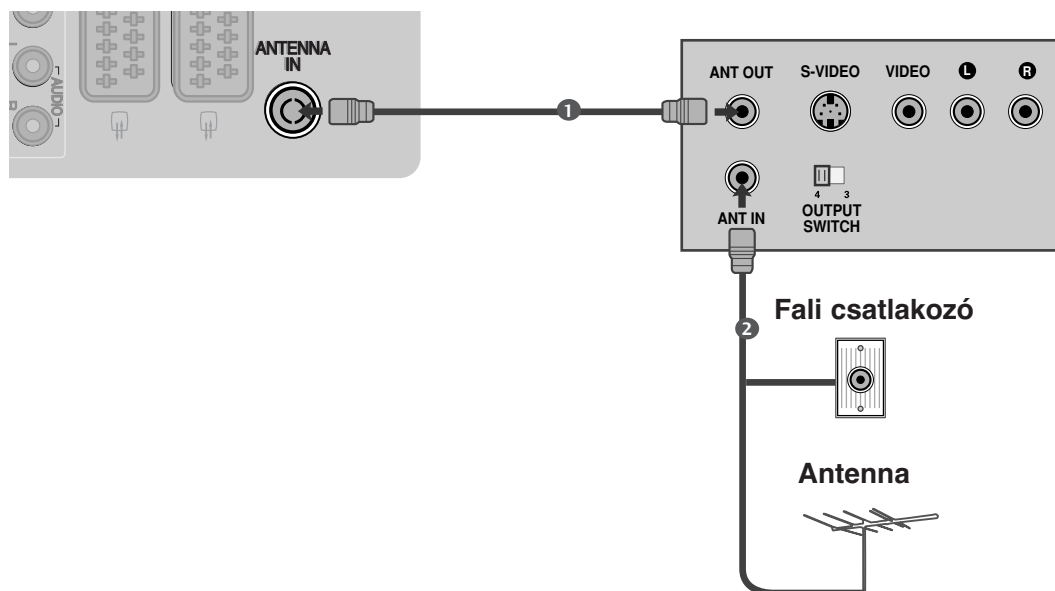 ANTENNA
IN
AUDIO
R
1
ANT OUT
S-VIDEO
VIDEO
L
R
ANT IN
4 3
OUTPUT
SWITCH
2
Fali csatlakozó
Antenna